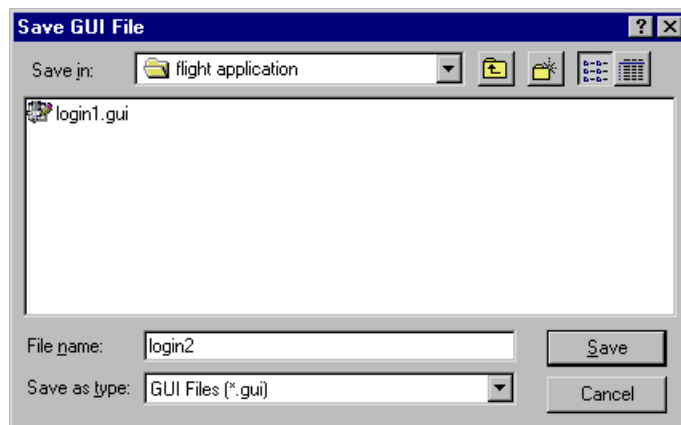 Save GUI File
Save in: flight application
login1.gui
File name: login2 Save
Save as type: GUI Files (*.gui) Cancel